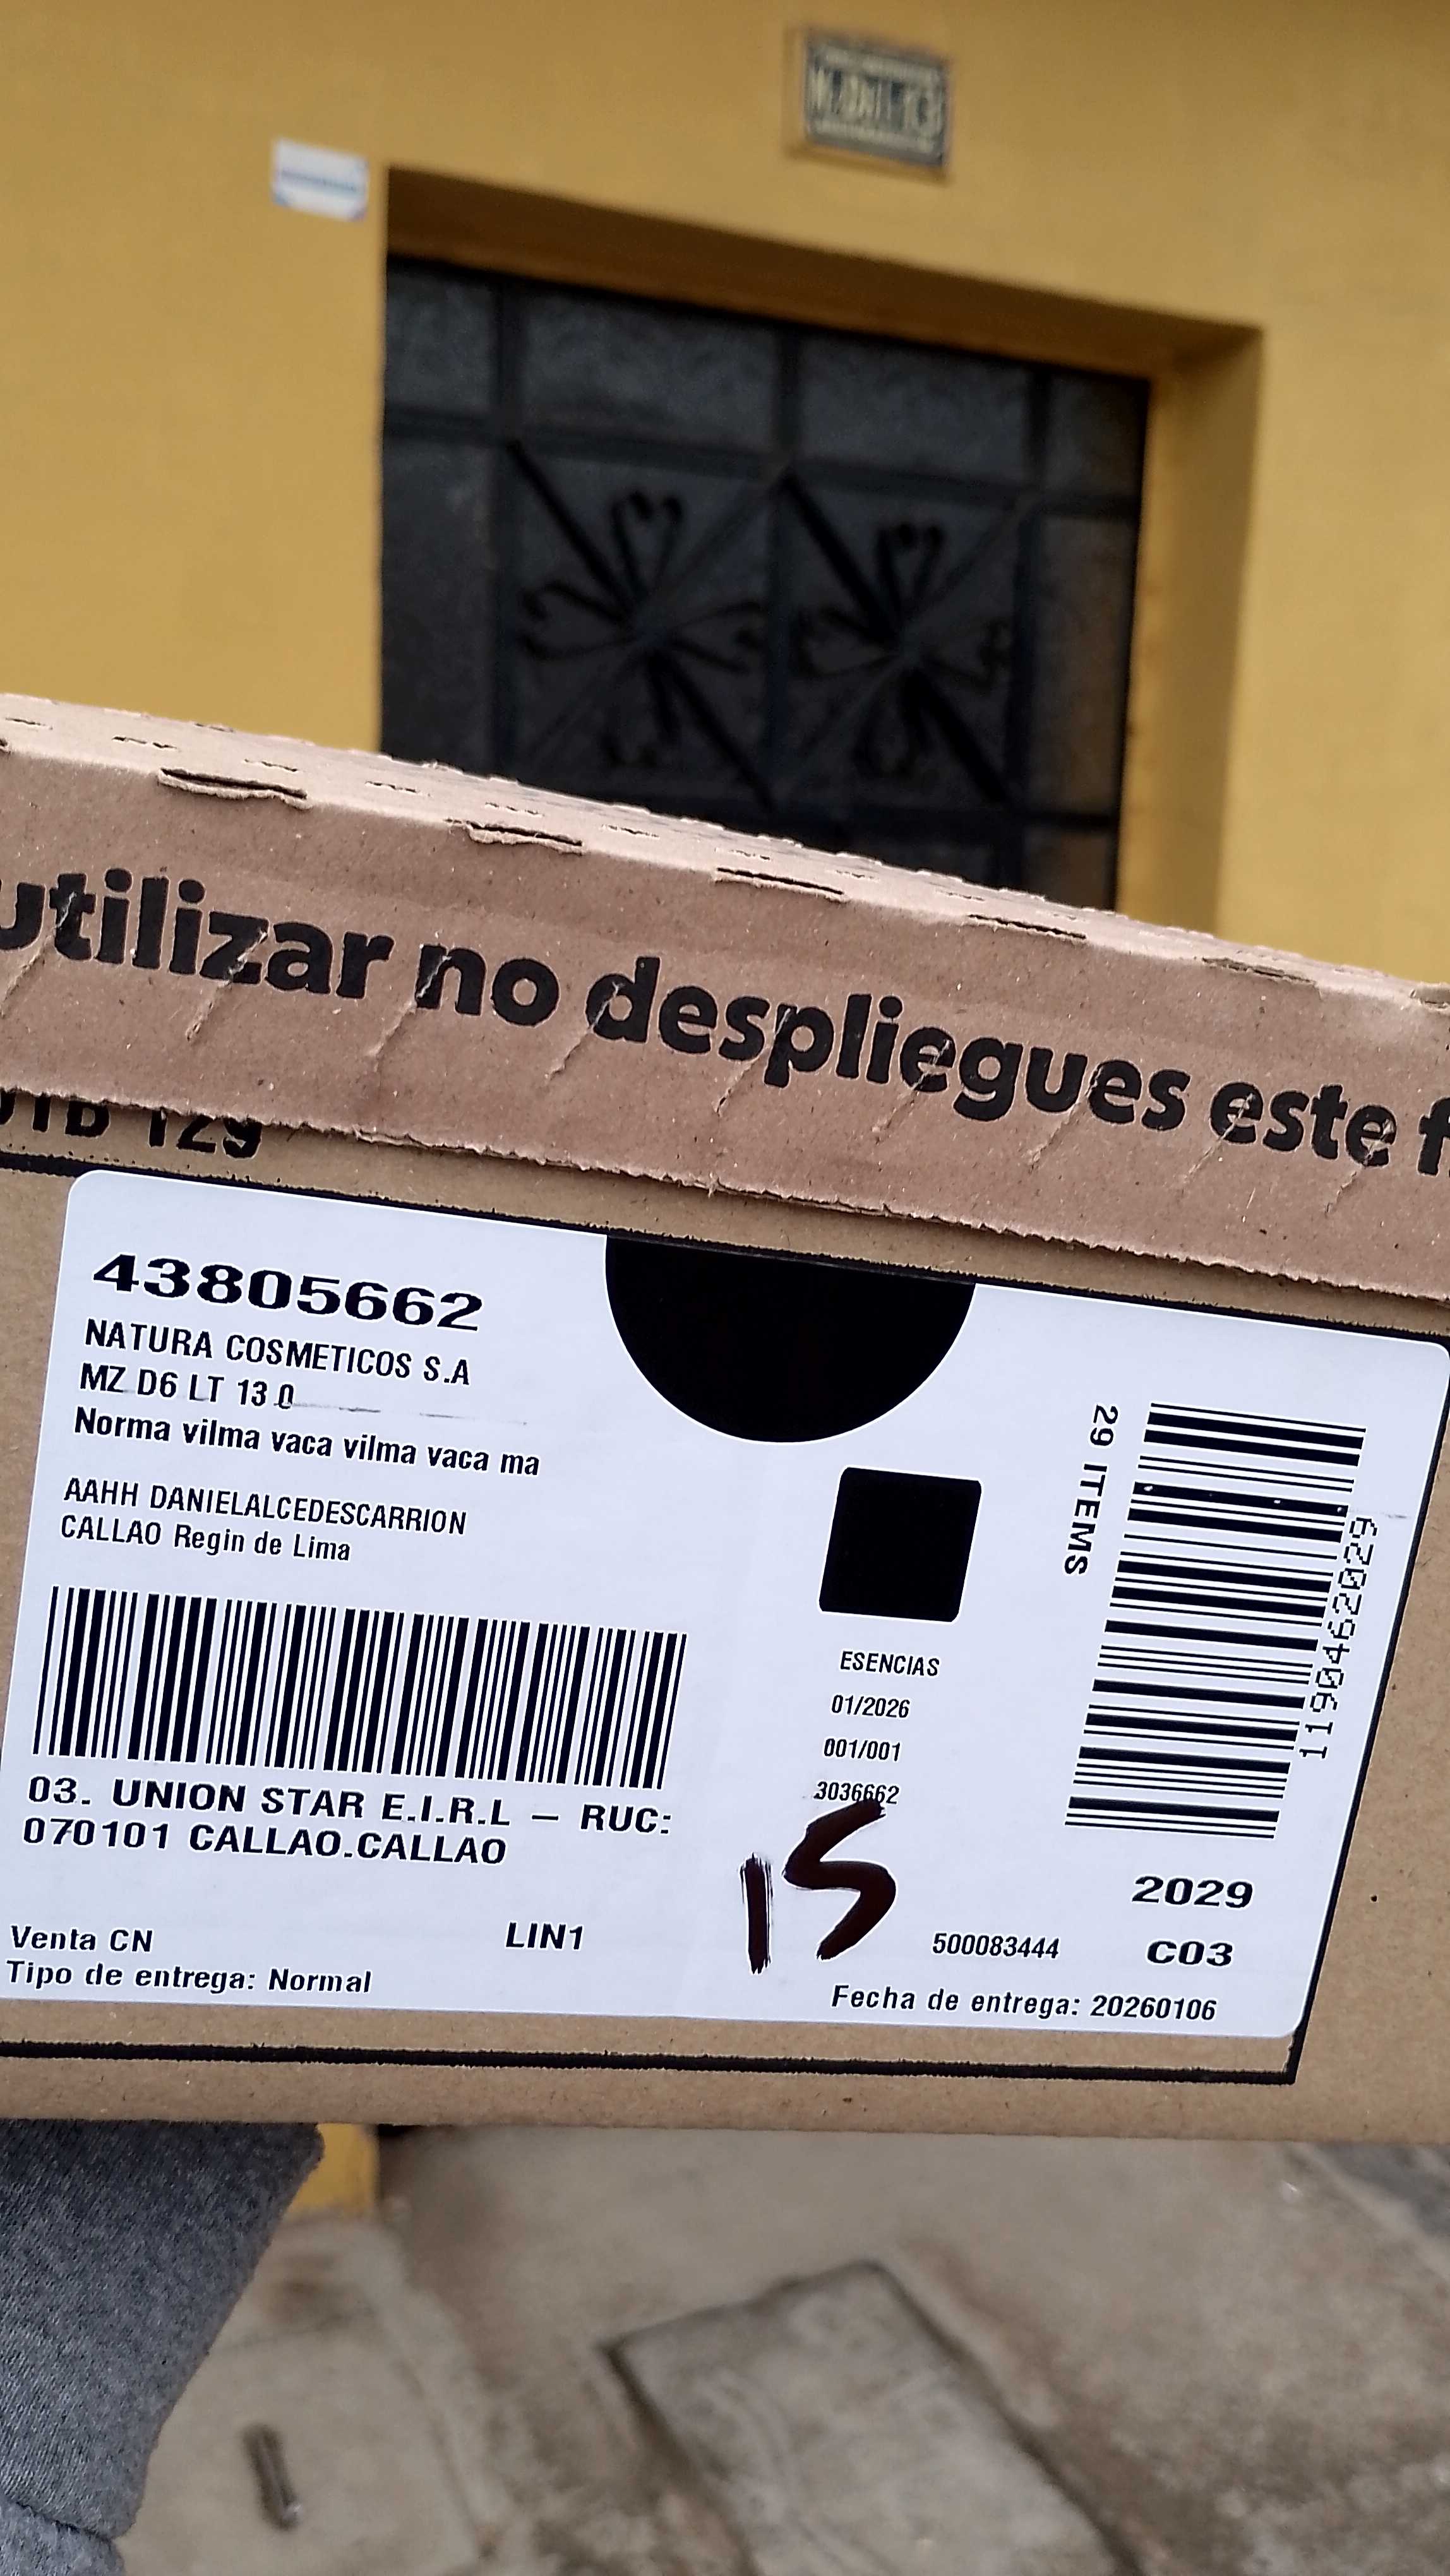 utilizar no despliegues este f
43805662
NATURA COSMETICOS S.A
MZ D6 LT 13 0
Norma vilma vaca vilma vaca ma
AAHH DANIELALCEDESCARRION
CALLAO Regin de Lima
03. UNION STAR E.I.R.L – RUC:
070101 CALLAO.CALLAO
Venta CN
Tipo de entrega: Normal
LIN1
ESENCIAS
01/2026
001/001
3036662
15
29 ITEMS
2029
500083444
C03
Fecha de entrega: 20260106